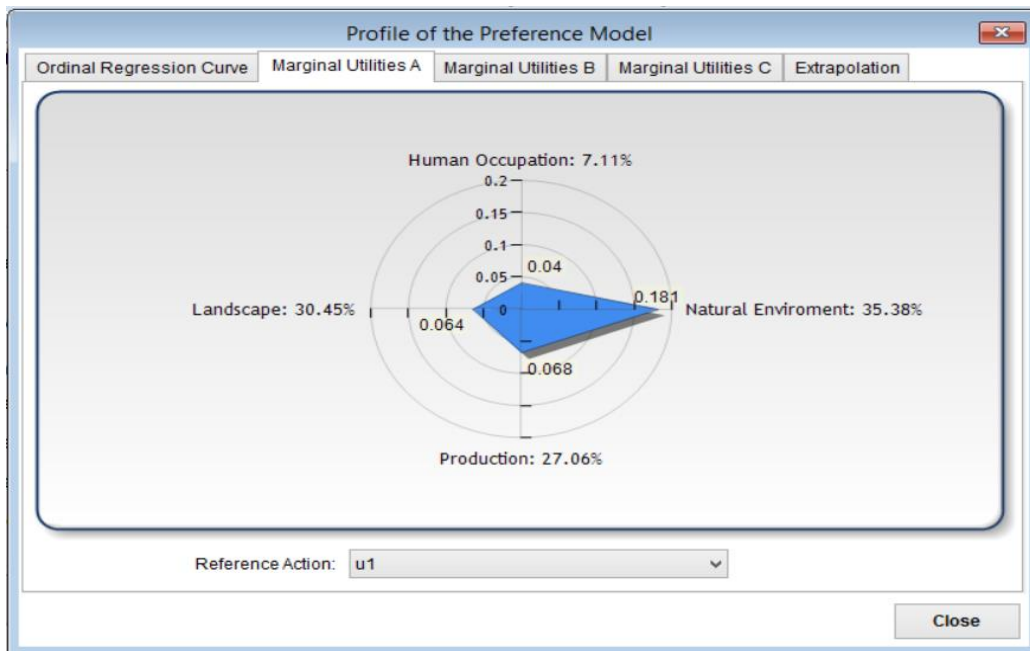 Profile of the Preference Model
Ordinal Regression Curve Marginal Utilities A Marginal Utilities B Marginal Utilities C Extrapolation
Human Occupation: 7.11%
0.2
0.15
0.1
0.05
0.04
Landscape: 30.45%
0
0.181
Natural Enviroment: 35.38%
0.064
0.068
Production: 27.06%
Reference Action: u1
Close